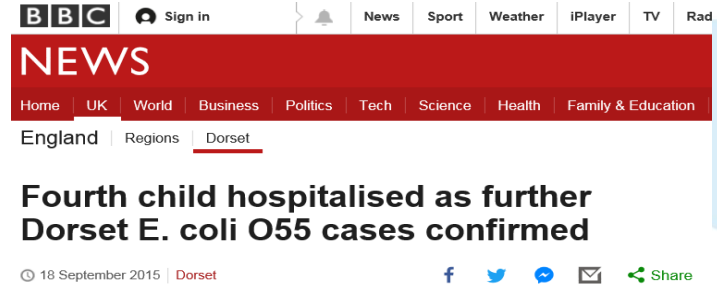 BBC Sign in News Sport Weather iPlayer TV Rad
NEWS
Home UK World Business Politics Tech Science Health Family & Education
England Regions Dorset
Fourth child hospitalised as further
Dorset E. coli O55 cases confirmed
18 September 2015 Dorset Share